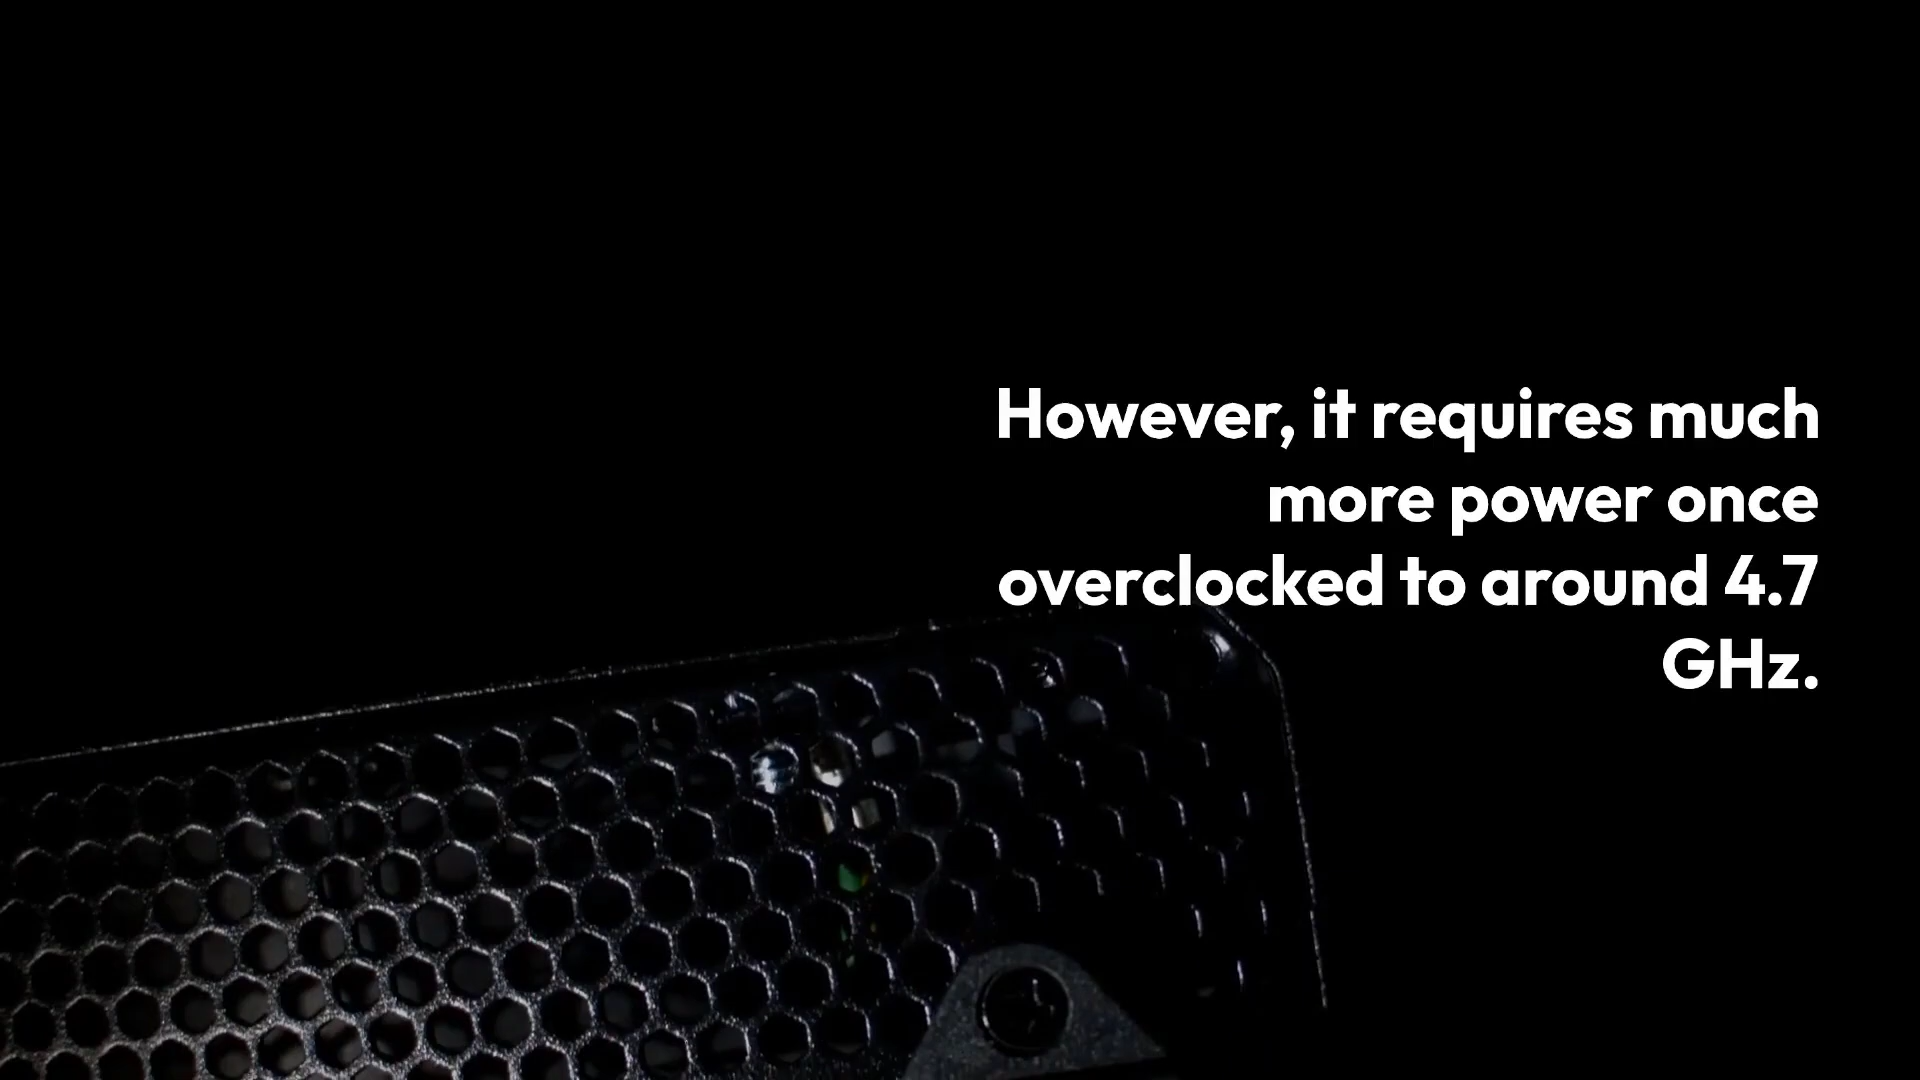 However, it requires much
more power once
overclocked to around 4.7
GHz.